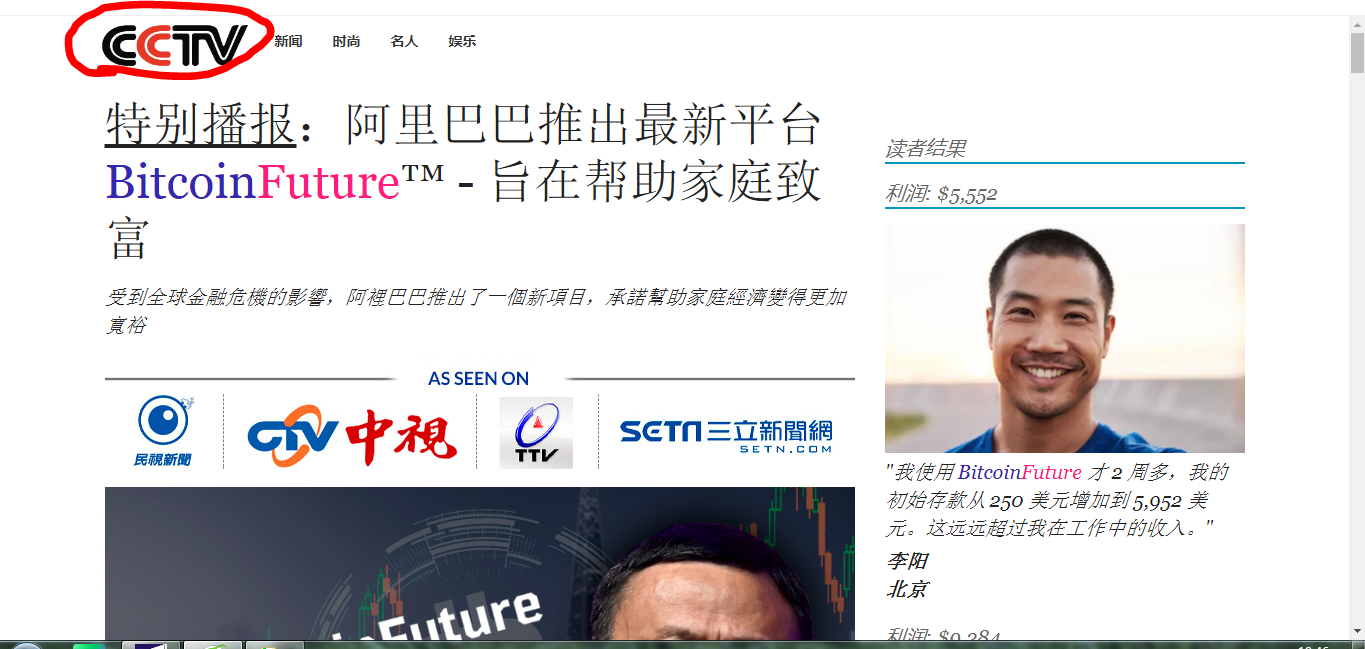 CCTV 新闻 时尚 名人 娱乐
特别播报：阿里巴巴推出最新平台
BitcoinFuture™ - 旨在帮助家庭致
富
受到全球金融危機的影響，阿裡巴巴推出了一個新項目，承諾幫助家庭經濟變得更加
寬裕
AS SEEN ON
民視新聞
CTV 中視
TTV
SETN 三立新聞網
SETN.COM
inFuture
读者结果
利润: $5,552
"我使用 BitcoinFuture 才 2 周多，我的
初始存款从 250 美元增加到 5,952 美
元。这远远超过我在工作中的收入。"
李阳
北京
利润: $9,384